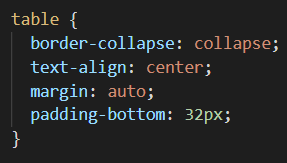 table {
  border-collapse: collapse;
  text-align: center;
  margin: auto;
  padding-bottom: 32px;
}